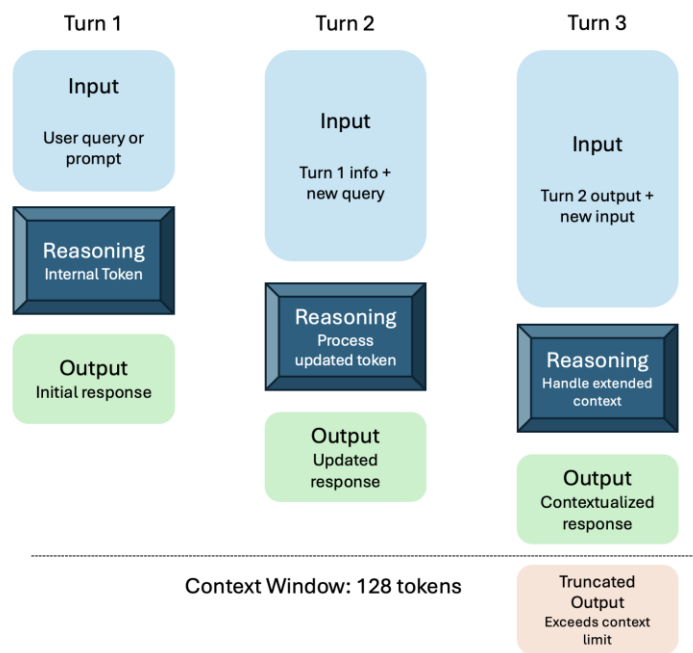 Turn 1
Input
User query or
prompt
Reasoning
Internal Token
Output
Initial response
Turn 2
Input
Turn 1 info +
new query
Reasoning
Process
updated token
Output
Updated
response
Turn 3
Input
Turn 2 output +
new input
Reasoning
Handle extended
context
Output
Contextualized
response
Context Window: 128 tokens
Truncated
Output
Exceeds context
limit